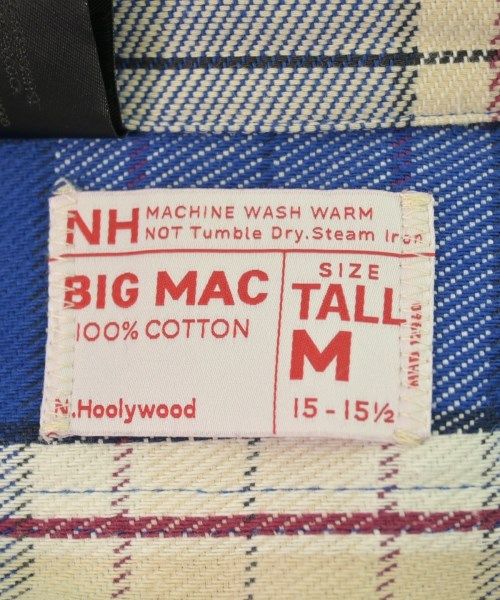 NH MACHINE WASH WARM
NOT Tumble Dry. Steam Iron
BIG MAC
100% COTTON
N.Hoolywood
SIZE
TALL
M
15 - 15½